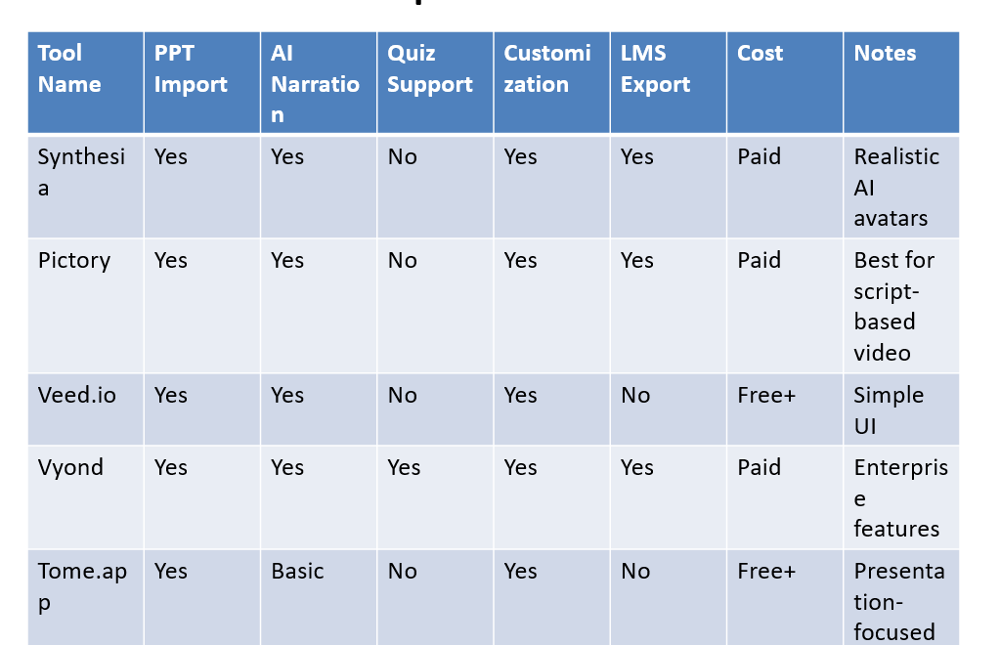 Tool Name | PPT Import | AI Narration | Quiz Support | Customization | LMS Export | Cost | Notes
Synthesia | Yes | Yes | No | Yes | Yes | Paid | Realistic AI avatars
Pictory | Yes | Yes | No | Yes | Yes | Paid | Best for script-based video
Veed.io | Yes | Yes | No | Yes | No | Free+ | Simple UI
Vyond | Yes | Yes | Yes | Yes | Yes | Paid | Enterprise features
Tome.app | Yes | Basic | No | Yes | No | Free+ | Presentation-focused